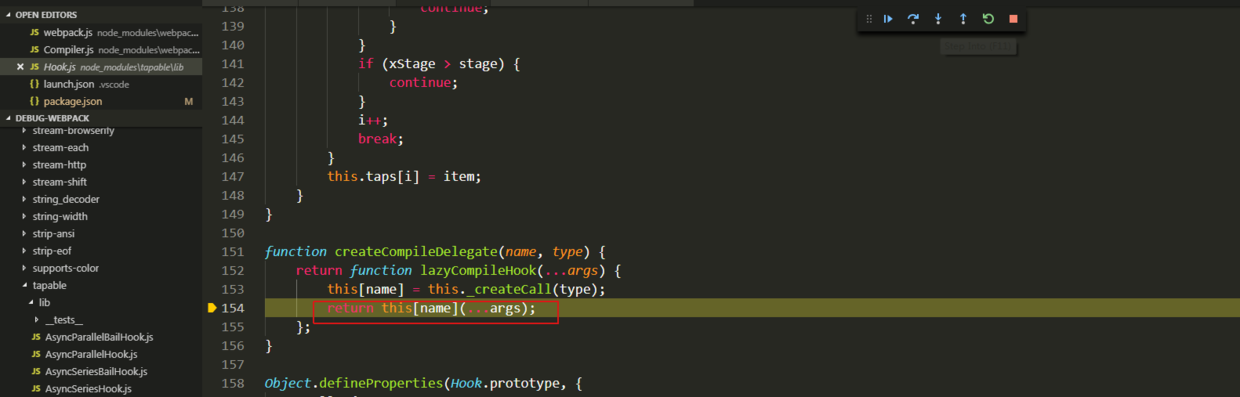 OPEN EDITORS
JS webpack.js node_modules\webpac...
JS Compiler.js node_modules\webpac...
JS Hook.js node_modules\tapable\lib
{} launch.json .vscode
{} package.json M
DEBUG-WEBPACK
stream-browserify
stream-each
stream-http
stream-shift
string_decoder
string-width
strip-ansi
strip-eof
supports-color
tapable
lib
__tests__
JS AsyncParallelBailHook.js
JS AsyncParallelHook.js
JS AsyncSeriesBailHook.js
JS AsyncSeriesHook.js
138 continue;
139 }
140 }
141 if (xStage > stage) {
142 continue;
143 }
144 i++;
145 break;
146 }
147 this.taps[i] = item;
148 }
149 }
150
151 function createCompileDelegate(name, type) {
152 return function lazyCompileHook(...args) {
153 this[name] = this._createCall(type);
154 return this[name](...args);
155 };
156 }
157
158 Object.defineProperties(Hook.prototype, {